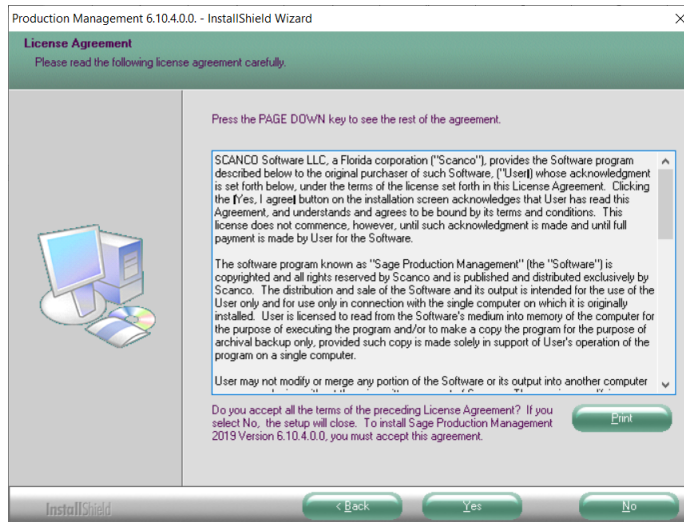 Production Management 6.10.4.0.0. - InstallShield Wizard
License Agreement
Please read the following license agreement carefully.
Press the PAGE DOWN key to see the rest of the agreement.
SCANCO Software LLC, a Florida corporation ("Scanco"), provides the Software program
described below to the original purchaser of such Software, ("User|) whose acknowledgment
is set forth below, under the terms of the license set forth in this License Agreement. Clicking
the |Yes, I agree| button on the installation screen acknowledges that User has read this
Agreement, and understands and agrees to be bound by its terms and conditions. This
license does not commence, however, until such acknowledgment is made and until full
payment is made by User for the Software.
The software program known as "Sage Production Management" (the "Software") is
copyrighted and all rights reserved by Scanco and is published and distributed exclusively by
Scanco. The distribution and sale of the Software and its output is intended for the use of the
User only and for use only in connection with the single computer on which it is originally
installed. User is licensed to read from the Software's medium into memory of the computer for
the purpose of executing the program and/or to make a copy the program for the purpose of
archival backup only, provided such copy is made solely in support of User's operation of the
program on a single computer.
User may not modify or merge any portion of the Software or its output into another computer
Do you accept all the terms of the preceding License Agreement? If you
select No, the setup will close. To install Sage Production Management
2019 Version 6.10.4.0.0, you must accept this agreement.
Print
InstallShield
< Back
Yes
No